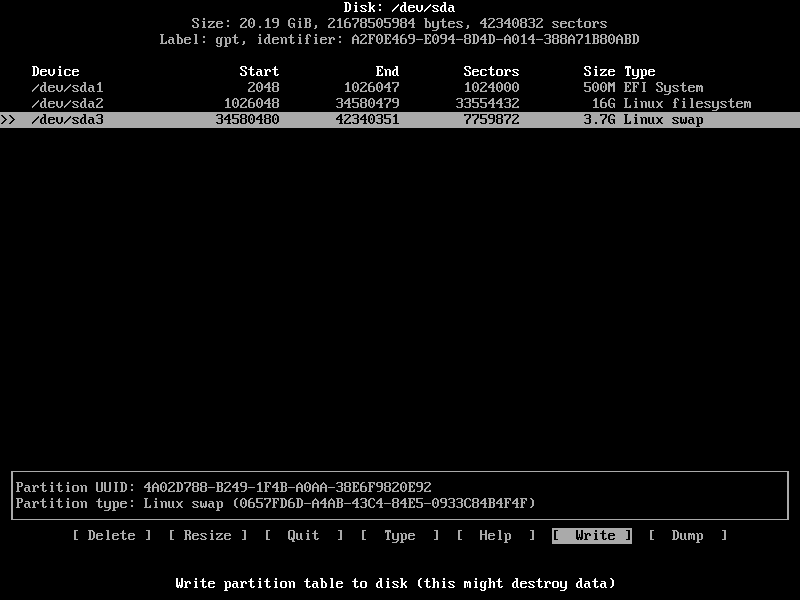 Disk: /dev/sda
Size: 20.19 GiB, 21678505984 bytes, 42340832 sectors
Label: gpt, identifier: A2F0E469-E094-8D4D-A014-388A71B80ABD
Device Start End Sectors Size Type
/dev/sda1 2048 1026047 1024000 500M EFI System
/dev/sda2 1026048 34580479 33554432 16G Linux filesystem
>> /dev/sda3 34580480 42340351 7759872 3.7G Linux swap
Partition UUID: 4A02D788-B249-1F4B-A0AA-38E6F9820E92
Partition type: Linux swap (0657FD6D-A4AB-43C4-84E5-0933C84B4F4F)
[ Delete ] [ Resize ] [ Quit ] [ Type ] [ Help ] [ Write ] [ Dump ]
Write partition table to disk (this might destroy data)